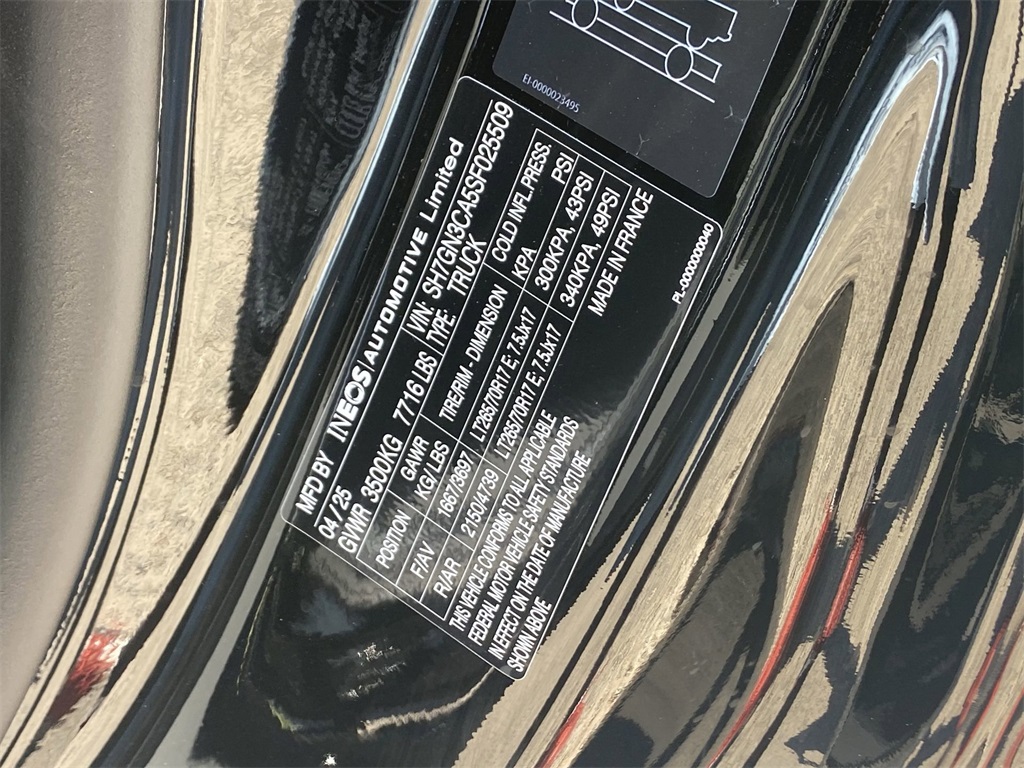 EI-0000023495
MFD BY INEOS|AUTOMOTIVE Limited
04/25 VIN: SH7GN3CA5SF025509
GVWR 3500KG 7716 LBS TYPE: TRUCK
POSITION GAWR KG/LBS TIRE/RIM - DIMENSION COLD INFL.PRESS. KPA, PSI
F/AV 1667/3697 LT265/70R17 E; 7.5Jx17 300KPA, 43PSI
R/AR 2150/4739 LT265/70R17 E; 7.5Jx17 340KPA, 49PSI
THIS VEHICLE CONFORMS TO ALL APPLICABLE MADE IN FRANCE
FEDERAL MOTOR VEHICLE SAFETY STANDARDS
IN EFFECT ON THE DATE OF MANUFACTURE
SHOWN ABOVE
PL-0000000040